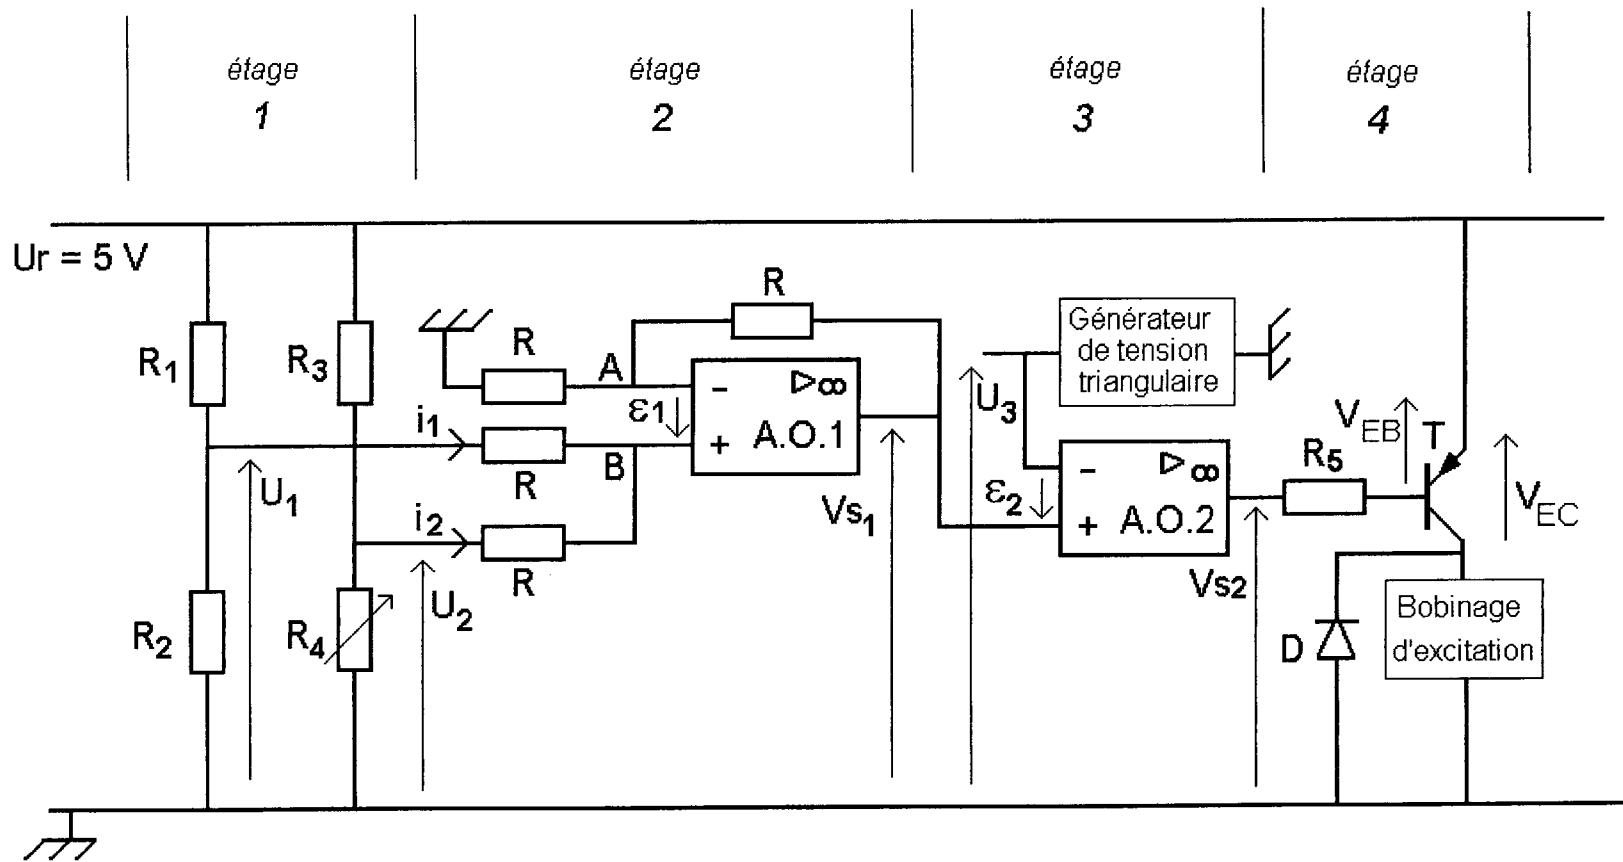 étage étage étage étage
1 2 3 4
Ur = 5 V
R
R1 R3 R A - ▷∞ Générateur
de tension
triangulaire
ε1 A.O.1 U3
i1 + VEB T
R B - ▷∞ R5
U1 i2 Vs1 ε2 VEC
+ A.O.2
R Vs2
R2 R4 U2 Bobinage
D d'excitation